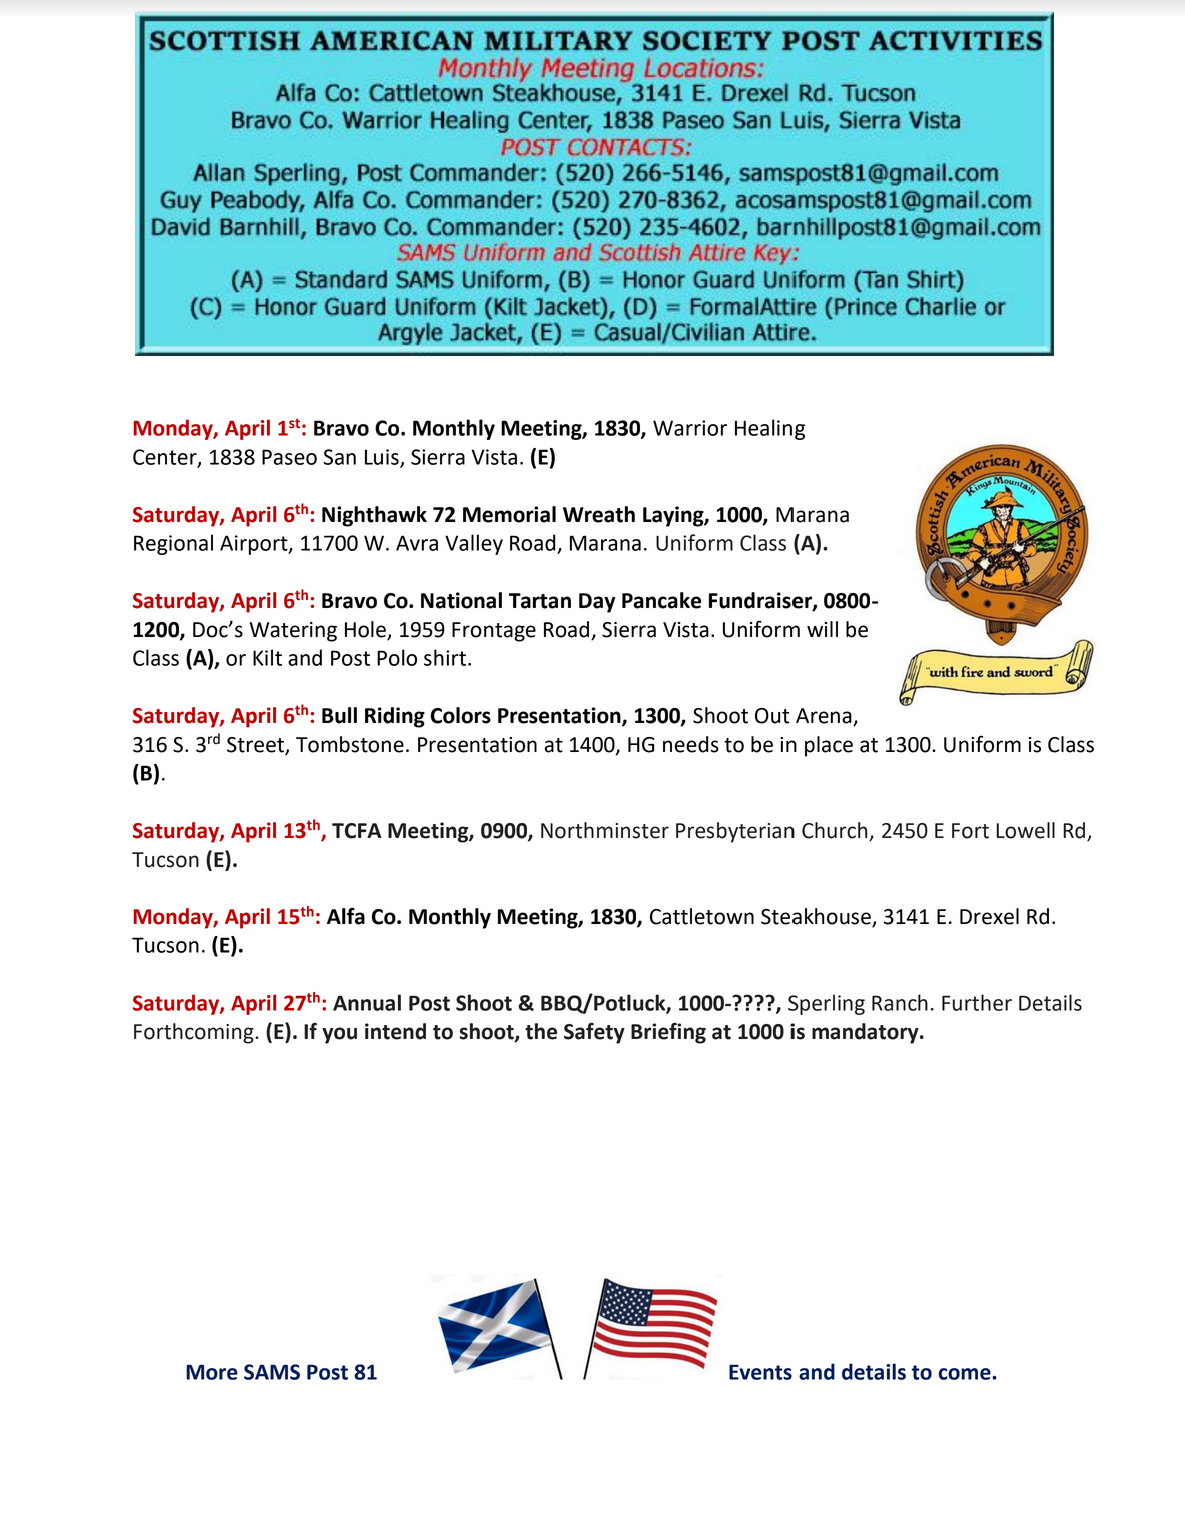 SCOTTISH AMERICAN MILITARY SOCIETY POST ACTIVITIES
Monthly Meeting Locations:
Alfa Co: Cattletown Steakhouse, 3141 E. Drexel Rd. Tucson
Bravo Co. Warrior Healing Center, 1838 Paseo San Luis, Sierra Vista
POST CONTACTS:
Allan Sperling, Post Commander: (520) 266-5146, samspost81@gmail.com
Guy Peabody, Alfa Co. Commander: (520) 270-8362, acosamspost81@gmail.com
David Barnhill, Bravo Co. Commander: (520) 235-4602, barnhillpost81@gmail.com
SAMS Uniform and Scottish Attire Key:
(A) = Standard SAMS Uniform, (B) = Honor Guard Uniform (Tan Shirt)
(C) = Honor Guard Uniform (Kilt Jacket), (D) = FormalAttire (Prince Charlie or
Argyle Jacket, (E) = Casual/Civilian Attire.
Monday, April 1st: Bravo Co. Monthly Meeting, 1830, Warrior Healing
Center, 1838 Paseo San Luis, Sierra Vista. (E)
Saturday, April 6th: Nighthawk 72 Memorial Wreath Laying, 1000, Marana
Regional Airport, 11700 W. Avra Valley Road, Marana. Uniform Class (A).
Saturday, April 6th: Bravo Co. National Tartan Day Pancake Fundraiser, 0800-
1200, Doc’s Watering Hole, 1959 Frontage Road, Sierra Vista. Uniform will be
Class (A), or Kilt and Post Polo shirt.
Scottish American Military Society
Kings Mountain
"with fire and sword"
Saturday, April 6th: Bull Riding Colors Presentation, 1300, Shoot Out Arena,
316 S. 3rd Street, Tombstone. Presentation at 1400, HG needs to be in place at 1300. Uniform is Class
(B).
Saturday, April 13th, TCFA Meeting, 0900, Northminster Presbyterian Church, 2450 E Fort Lowell Rd,
Tucson (E).
Monday, April 15th: Alfa Co. Monthly Meeting, 1830, Cattletown Steakhouse, 3141 E. Drexel Rd.
Tucson. (E).
Saturday, April 27th: Annual Post Shoot & BBQ/Potluck, 1000-????, Sperling Ranch. Further Details
Forthcoming. (E). If you intend to shoot, the Safety Briefing at 1000 is mandatory.
More SAMS Post 81 Events and details to come.